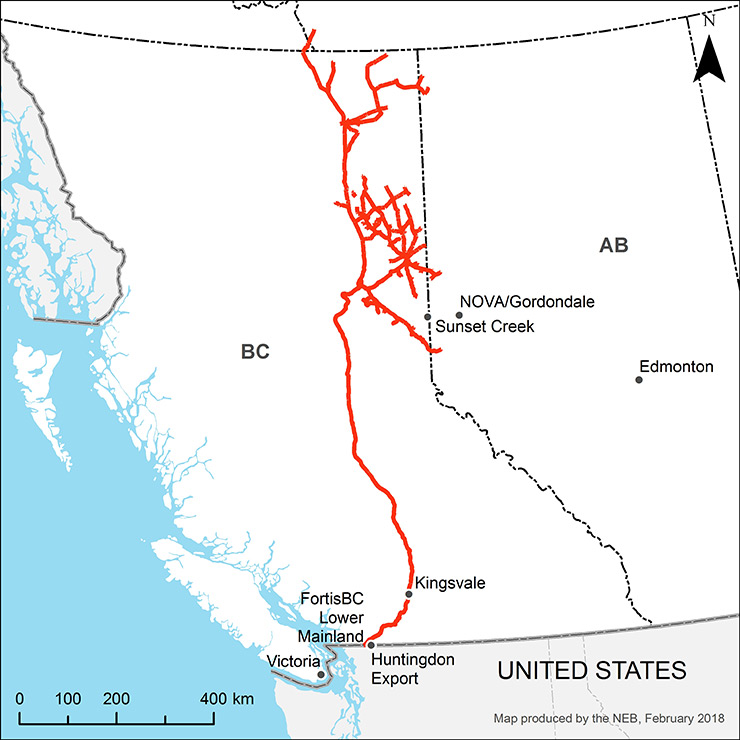 N
AB
NOVA/Gordondale
Sunset Creek
BC
Edmonton
Kingsvale
FortisBC
Lower
Mainland
Huntingdon
Export
Victoria
UNITED STATES
0 100 200 400 km
Map produced by the NEB, February 2018